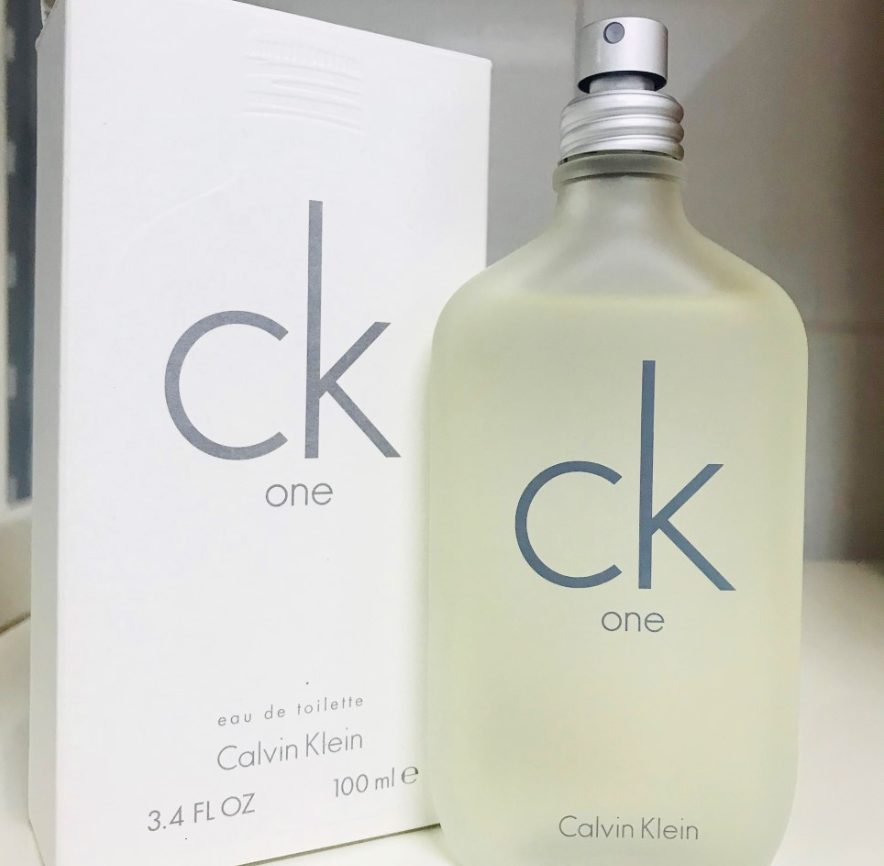 ck
one
eau de toilette
Calvin Klein
3.4 FL OZ 100 ml ℮
ck
one
Calvin Klein